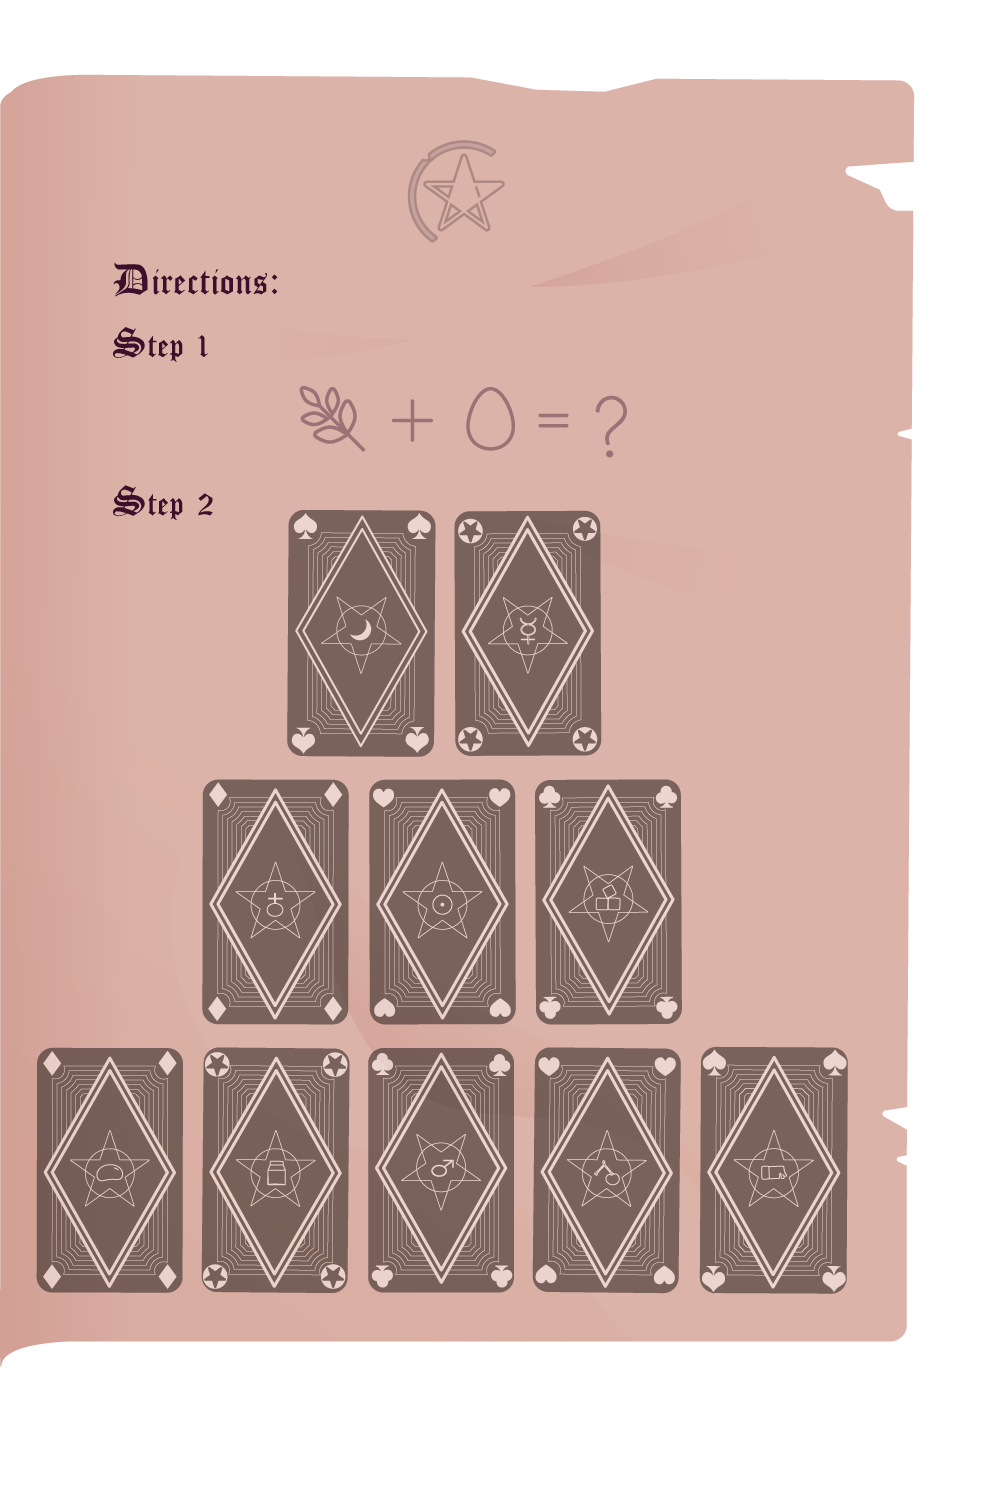 Directions:
Step 1
+ = ?
Step 2